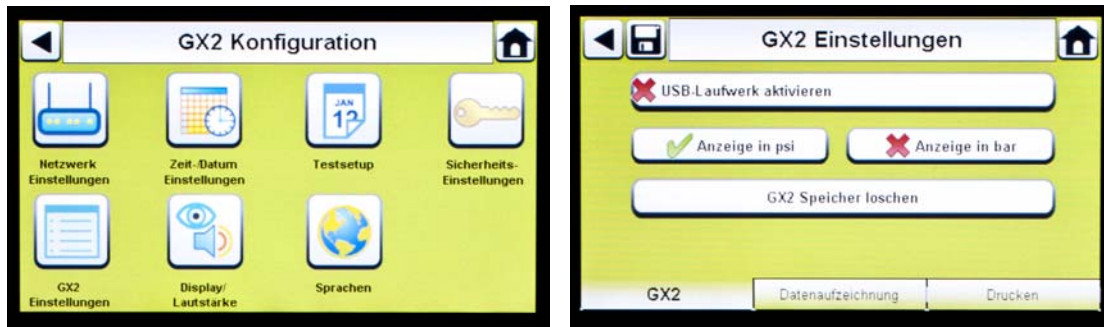 GX2 Konfiguration
JAN
12
Netzwerk
Einstellungen
Zeit-/Datum
Einstellungen
Testsetup
Sicherheits-
Einstellungen
GX2
Einstellungen
Display/
Lautstärke
Sprachen
GX2 Einstellungen
USB-Laufwerk aktivieren
Anzeige in psi
Anzeige in bar
GX2 Speicher loschen
GX2
Datenaufzeichnung
Drucken